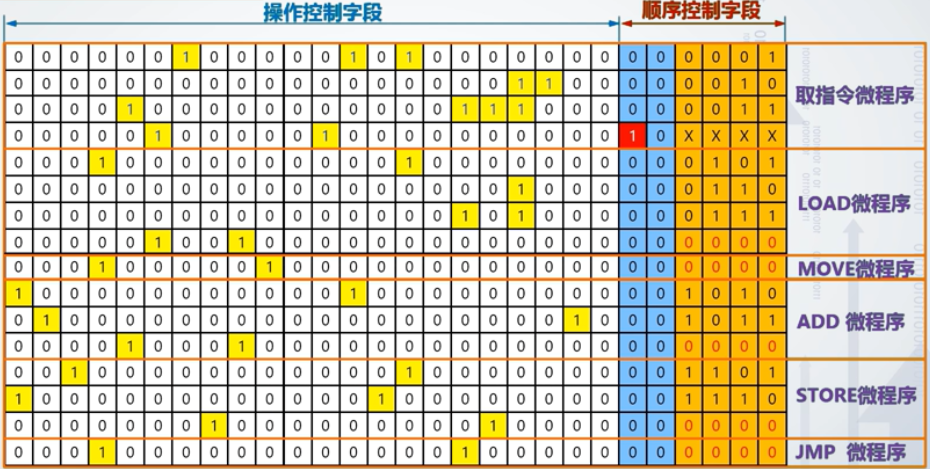 操作控制字段 顺序控制字段
0 0 0 0 0 0 1 0 0 0 0 0 1 0 1 0 0 0 0 0 0 0 0 0 0 0 0 1
0 0 0 0 0 0 0 0 0 0 0 0 0 0 0 0 0 0 1 1 0 0 0 0 0 0 1 0
取指令微程序
0 0 0 0 1 0 0 0 0 0 0 0 0 0 0 0 1 1 1 0 0 0 0 0 0 0 1 1
0 0 0 0 0 1 0 0 0 0 0 1 0 0 0 0 0 0 0 0 0 0 1 0 X X X X
0 0 0 1 0 0 0 0 0 0 0 0 0 0 1 0 0 0 0 0 0 0 0 0 0 1 0 1
0 0 0 0 0 0 0 0 0 0 0 0 0 0 0 0 0 0 1 0 0 0 0 0 0 1 1 0
LOAD微程序
0 0 0 0 0 0 0 0 0 0 0 0 0 0 0 0 1 0 1 0 0 0 0 0 0 1 1 1
0 0 0 0 0 1 0 0 1 0 0 0 0 0 0 0 0 0 0 0 0 0 0 0 0 0 0 0
0 0 0 1 0 0 0 0 0 1 0 0 0 0 0 0 0 0 0 0 0 0 0 0 0 0 0 0 MOVE微程序
1 0 0 0 0 0 0 0 0 0 0 0 1 0 0 0 0 0 0 0 0 0 0 0 1 0 1 0
0 1 0 0 0 0 0 0 0 0 0 0 0 0 0 0 0 0 0 0 1 0 0 0 1 0 1 1 ADD 微程序
0 0 0 0 1 0 0 0 1 0 0 0 0 0 0 0 0 0 0 0 0 0 0 0 0 0 0 0
0 0 1 0 0 0 0 0 0 0 0 0 0 0 1 0 0 0 0 0 0 0 0 0 1 1 0 1
1 0 0 0 0 0 0 0 0 0 0 0 0 1 0 0 0 0 0 0 0 0 0 0 1 1 1 0 STORE微程序
0 0 0 0 0 0 0 1 0 0 0 0 0 0 0 0 0 1 0 0 0 0 0 0 0 0 0 0
0 0 0 1 0 0 0 0 0 0 0 0 0 0 0 0 1 0 0 0 0 0 0 0 0 0 0 0 JMP 微程序